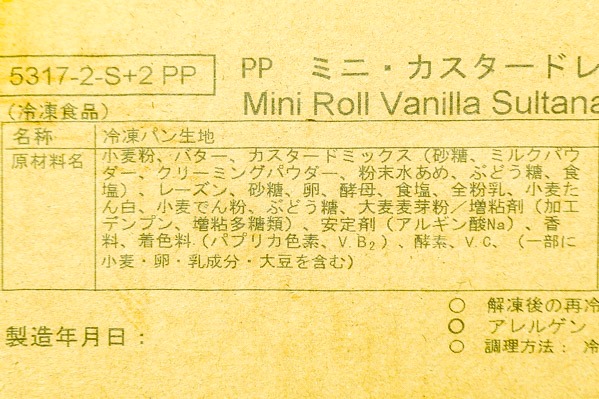 5317-2-S+2 PP
PP ミニ・カスタードレ
Mini Roll Vanilla Sultana
(冷凍食品)
名称 冷凍パン生地
原材料名 小麦粉、バター、カスタードミックス（砂糖、ミルクパウ
ダー、クリーミングパウダー、粉末水あめ、ぶどう糖、食
塩）、レーズン、砂糖、卵、酵母、食塩、全粉乳、小麦たん
白、小麦でん粉、ぶどう糖、大麦麦芽粉／増粘剤（加工
デンプン、増粘多糖類）、安定剤（アルギン酸Na）、香
料、着色料（パプリカ色素、V.B₂）、酵素、V.C、（一部に
小麦・卵・乳成分・大豆を含む）
製造年月日：
○ 解凍後の再冷
○ アレルゲン
○ 調理方法：冷